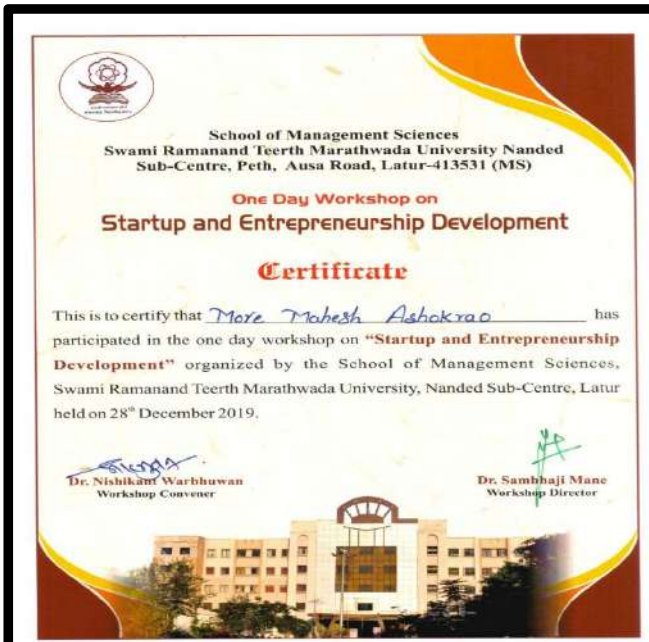 School of Management Sciences
Swami Ramanand Teerth Marathwada University Nanded
Sub-Centre, Peth, Ausa Road, Latur-413531 (MS)
One Day Workshop on
Startup and Entrepreneurship Development
Certificate
This is to certify that More Mahesh Ashokrao has
participated in the one day workshop on “Startup and Entrepreneurship
Development” organized by the School of Management Sciences,
Swami Ramanand Teerth Marathwada University, Nanded Sub-Centre, Latur
held on 28th December 2019.
Dr. Nishikant Warbhuwan
Workshop Convener
Dr. Sambhaji Mane
Workshop Director